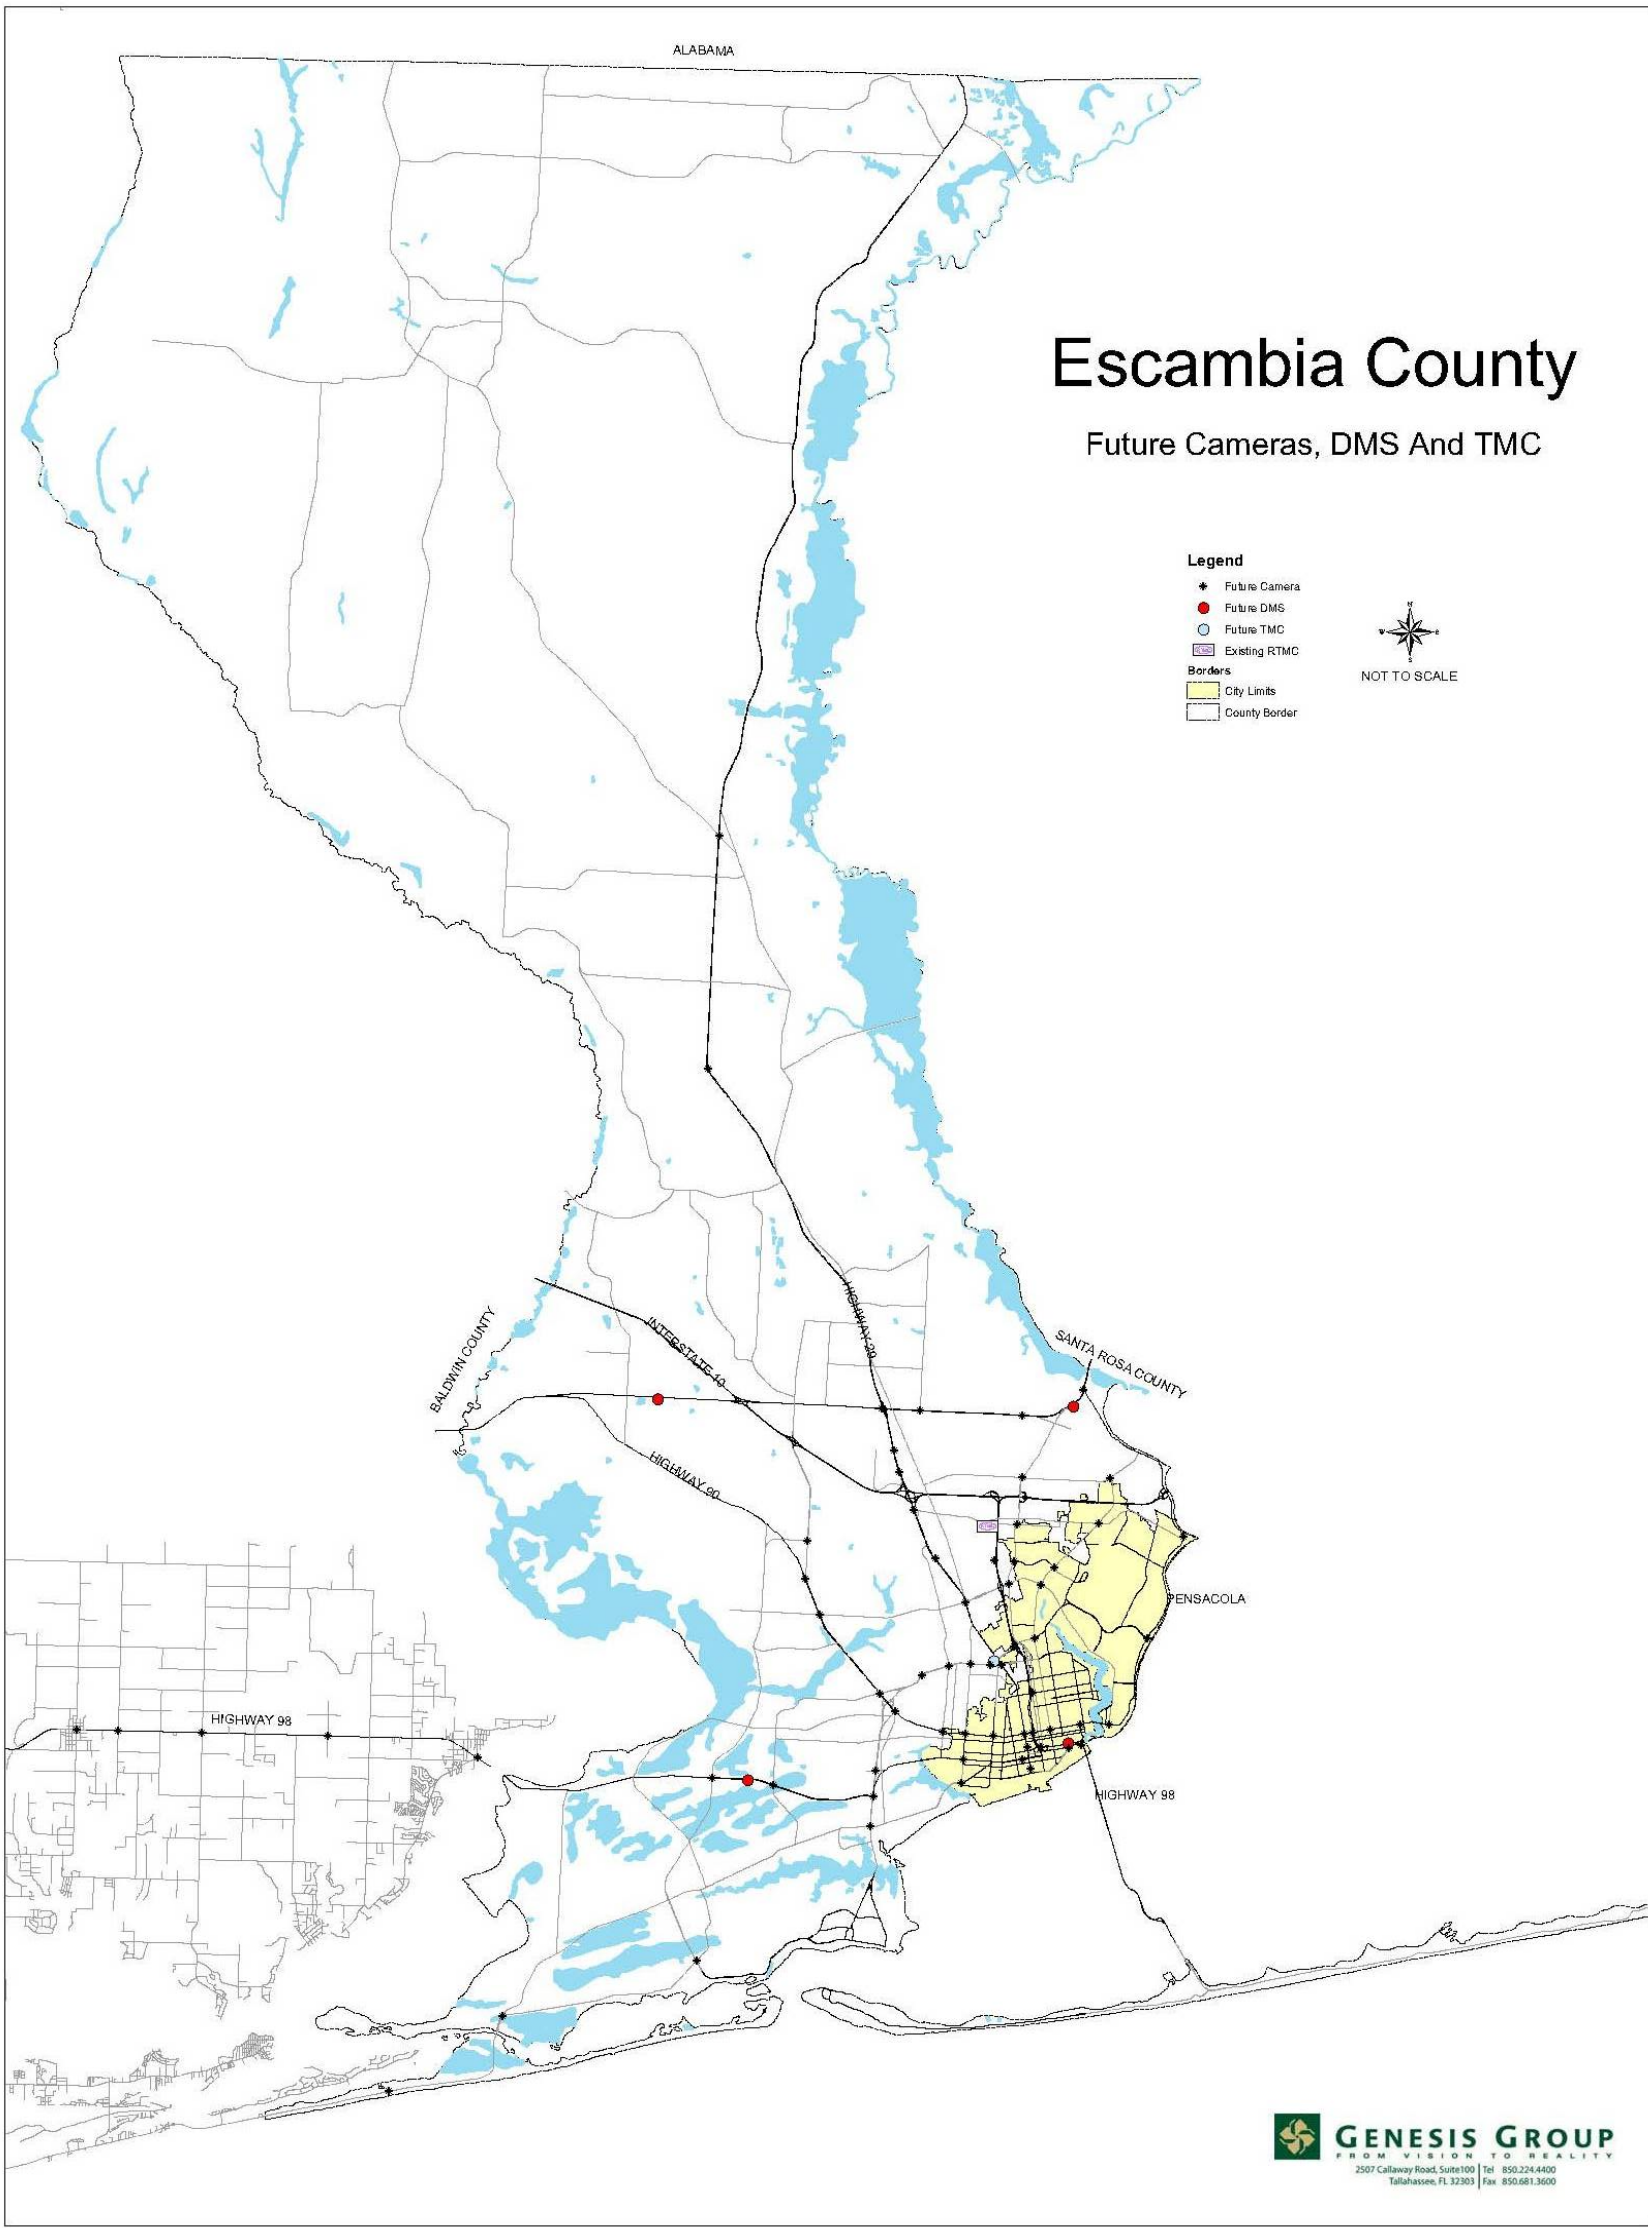 ALABAMA
Escambia County
Future Cameras, DMS And TMC
Legend
Future Camera
Future DMS
Future TMC
Existing RTMC
Borders
City Limits
County Border
N
W
E
S
NOT TO SCALE
HIGHWAY 29
INTERSTATE 10
BALDWIN COUNTY
SANTA ROSA COUNTY
HIGHWAY 90
PENSACOLA
HIGHWAY 98
HIGHWAY 98
GENESIS GROUP
FROM VISION TO REALITY
2507 Callaway Road, Suite100 | Tel 850.224.4400
Tallahassee, FL 32303 | Fax 850.681.3600